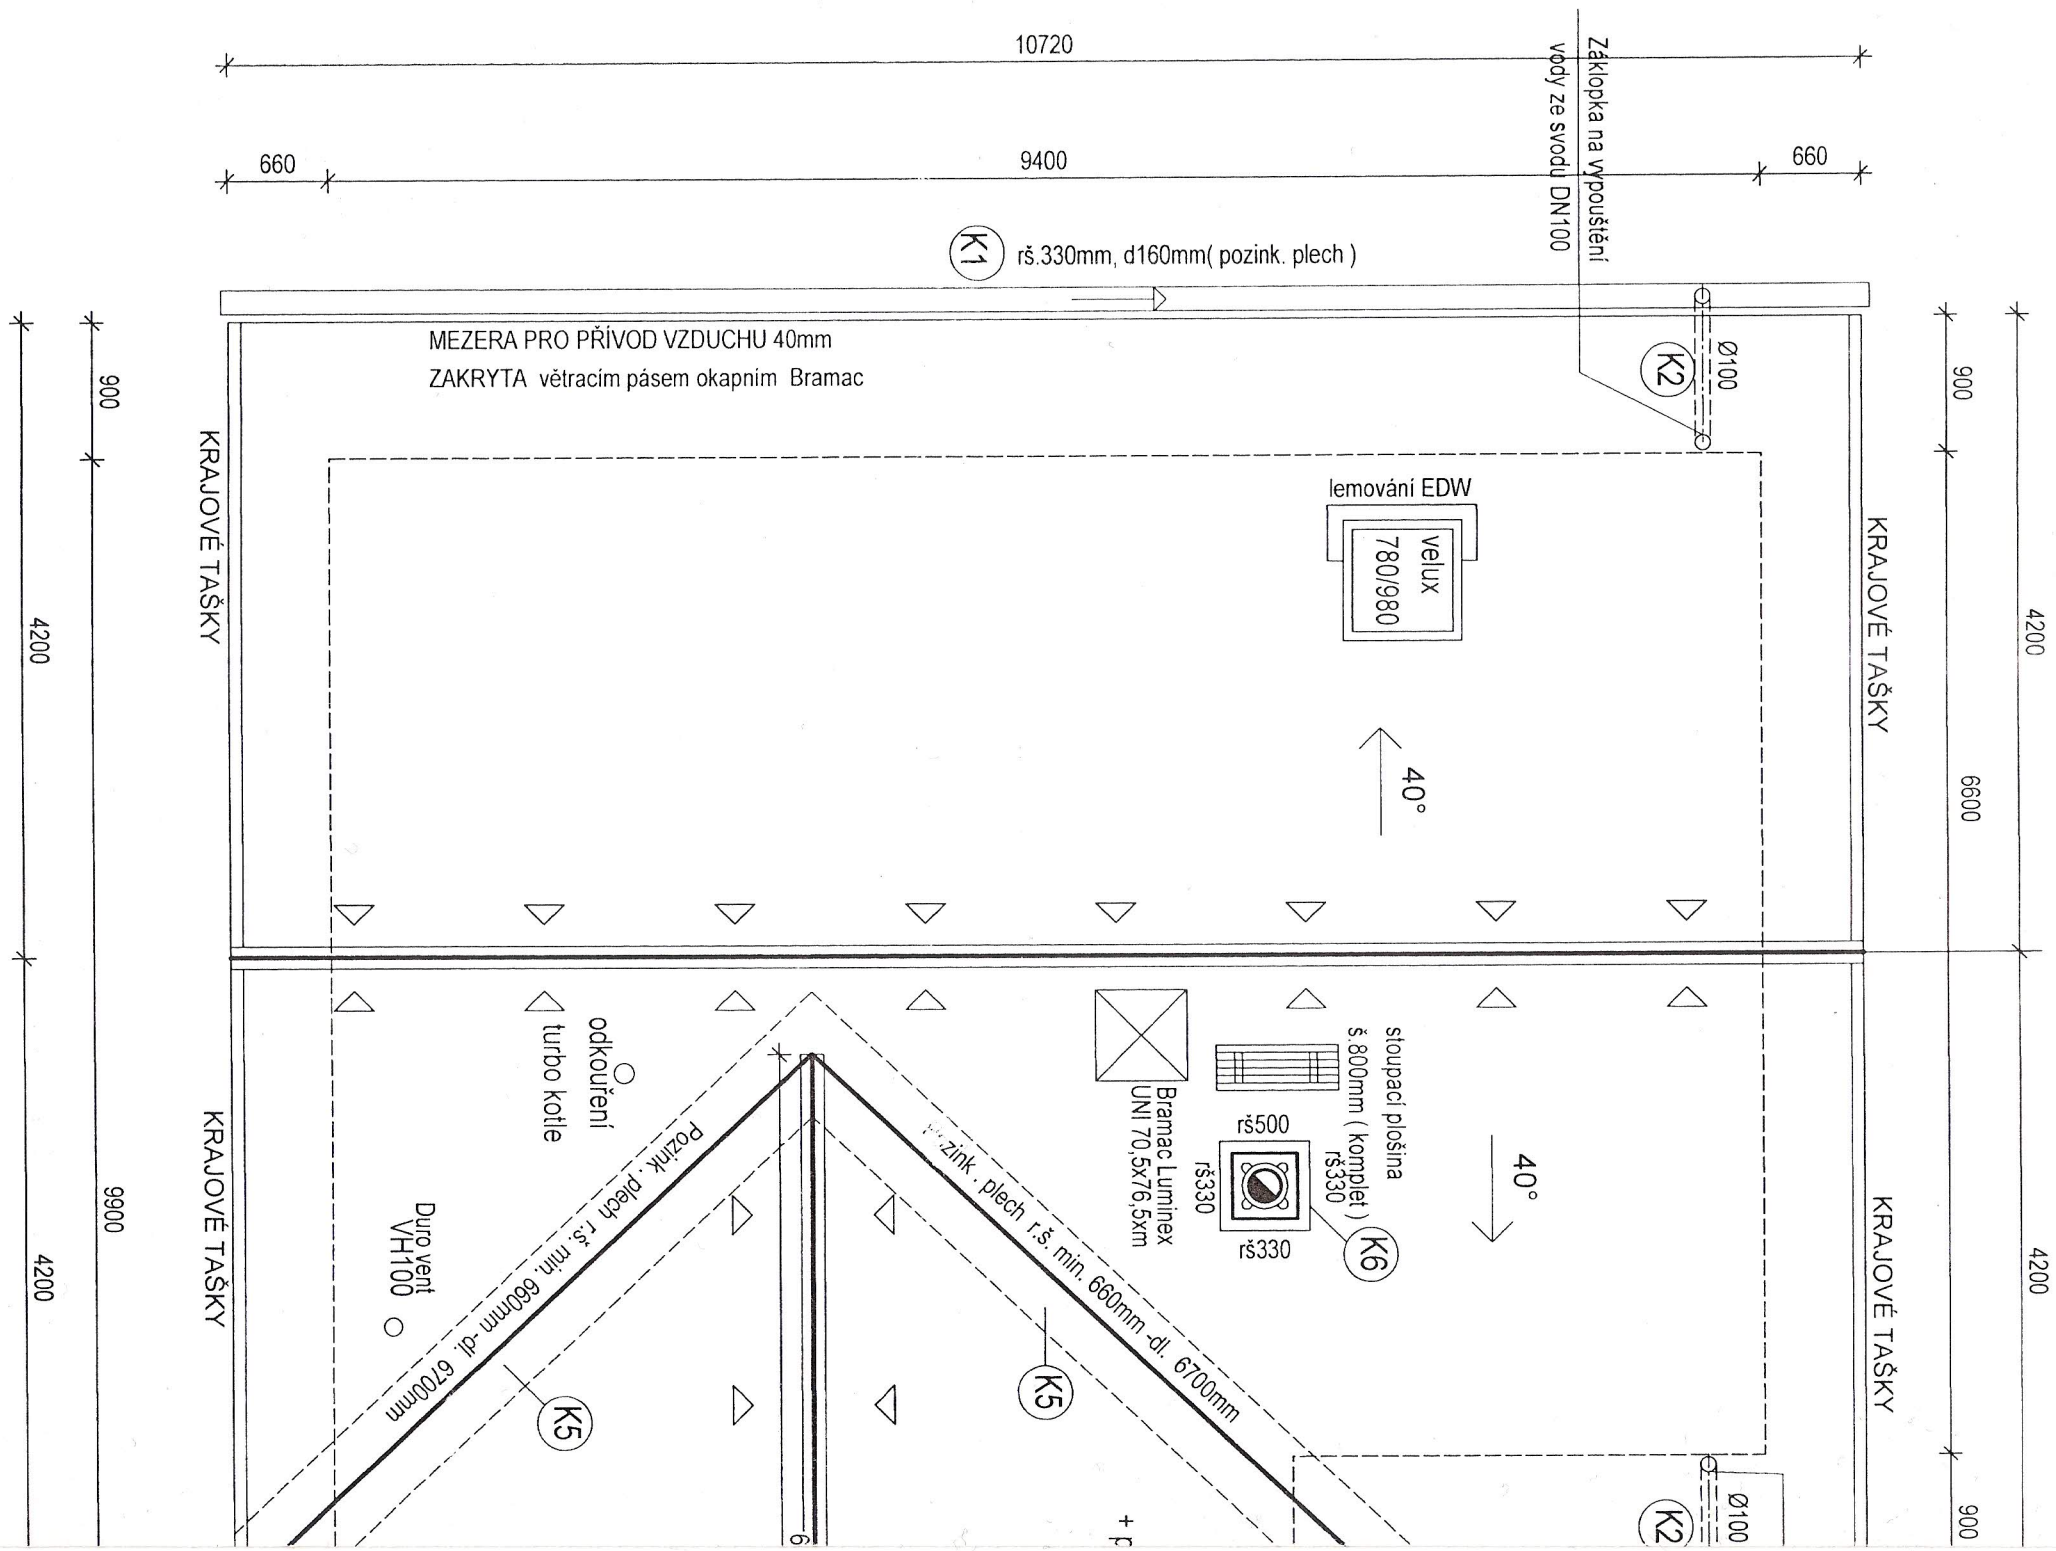 10720
660
9400
660
Záklopka na vypouštění
vody ze svodu DN100
K1
rš.330mm, d160mm( pozink. plech )
MEZERA PRO PŘÍVOD VZDUCHU 40mm
ZAKRYTA větracím pásem okapním Bramac
K2
Ø100
900
900
4200
4200
6600
9900
KRAJOVÉ TAŠKY
KRAJOVÉ TAŠKY
lemování EDW
velux
780/980
40°
odkouření
turbo kotle
Bramac Luminex
UNI 70,5x76,5xm
stoupací plošina
š.800mm ( komplet )
rš500
rš330
rš330
rš330
K6
40°
Pozink. plech r.š. min. 660mm -dl. 6700mm
plech r.š. min. 660mm -dl. 6700mm
K5
K5
Duro vent
VH100
KRAJOVÉ TAŠKY
KRAJOVÉ TAŠKY
4200
4200
K2
Ø100
900
6
+ p